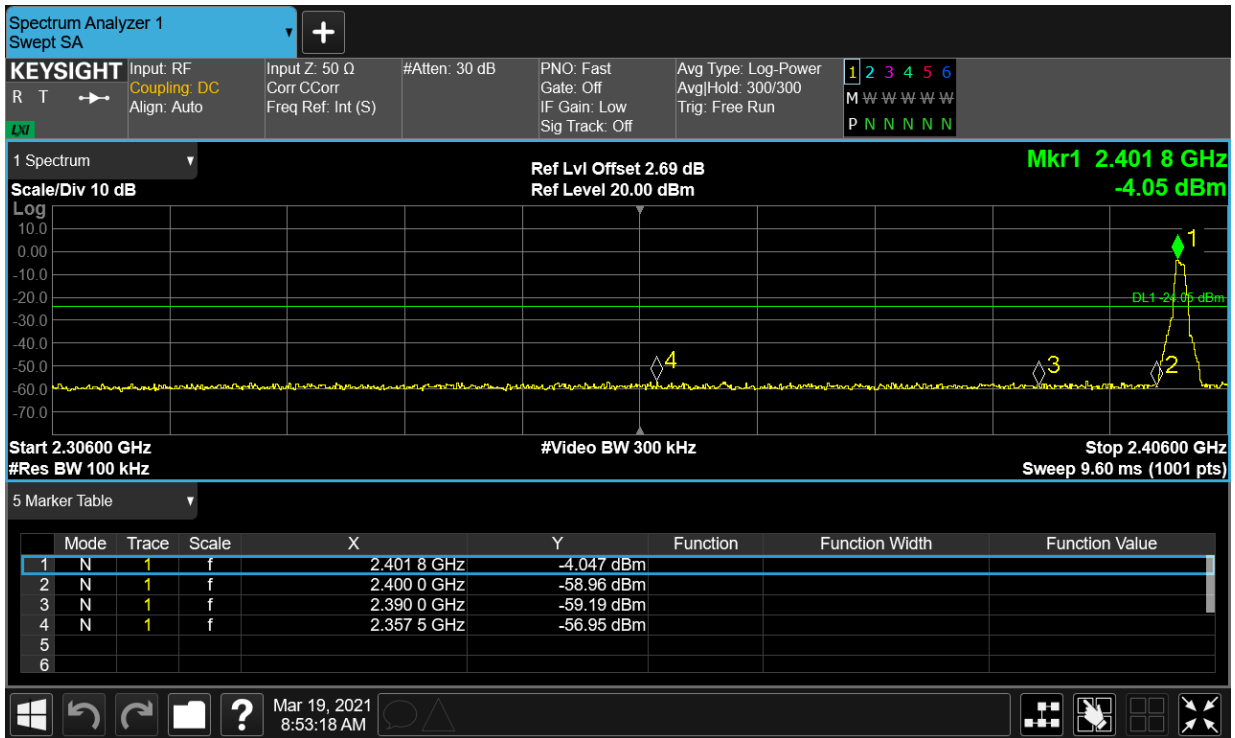 Spectrum Analyzer 1
Swept SA
KEYSIGHT
R T
LXI
Input: RF
Coupling: DC
Align: Auto
Input Z: 50 Ω
Corr CCorr
Freq Ref: Int (S)
#Atten: 30 dB
PNO: Fast
Gate: Off
IF Gain: Low
Sig Track: Off
Avg Type: Log-Power
Avg|Hold: 300/300
Trig: Free Run
1 2 3 4 5 6
M W W W W W
P N N N N N
1 Spectrum
Scale/Div 10 dB
Ref Lvl Offset 2.69 dB
Ref Level 20.00 dBm
Mkr1 2.401 8 GHz
-4.05 dBm
Log
10.0
0.00
-10.0
-20.0
-30.0
-40.0
-50.0
-60.0
-70.0
1
DL1 -24.05 dBm
4
3
2
Start 2.30600 GHz
#Res BW 100 kHz
#Video BW 300 kHz
Stop 2.40600 GHz
Sweep 9.60 ms (1001 pts)
5 Marker Table
Mode Trace Scale X Y Function Function Width Function Value
1 N 1 f 2.401 8 GHz -4.047 dBm
2 N 1 f 2.400 0 GHz -58.96 dBm
3 N 1 f 2.390 0 GHz -59.19 dBm
4 N 1 f 2.357 5 GHz -56.95 dBm
5
6
?
Mar 19, 2021
8:53:18 AM